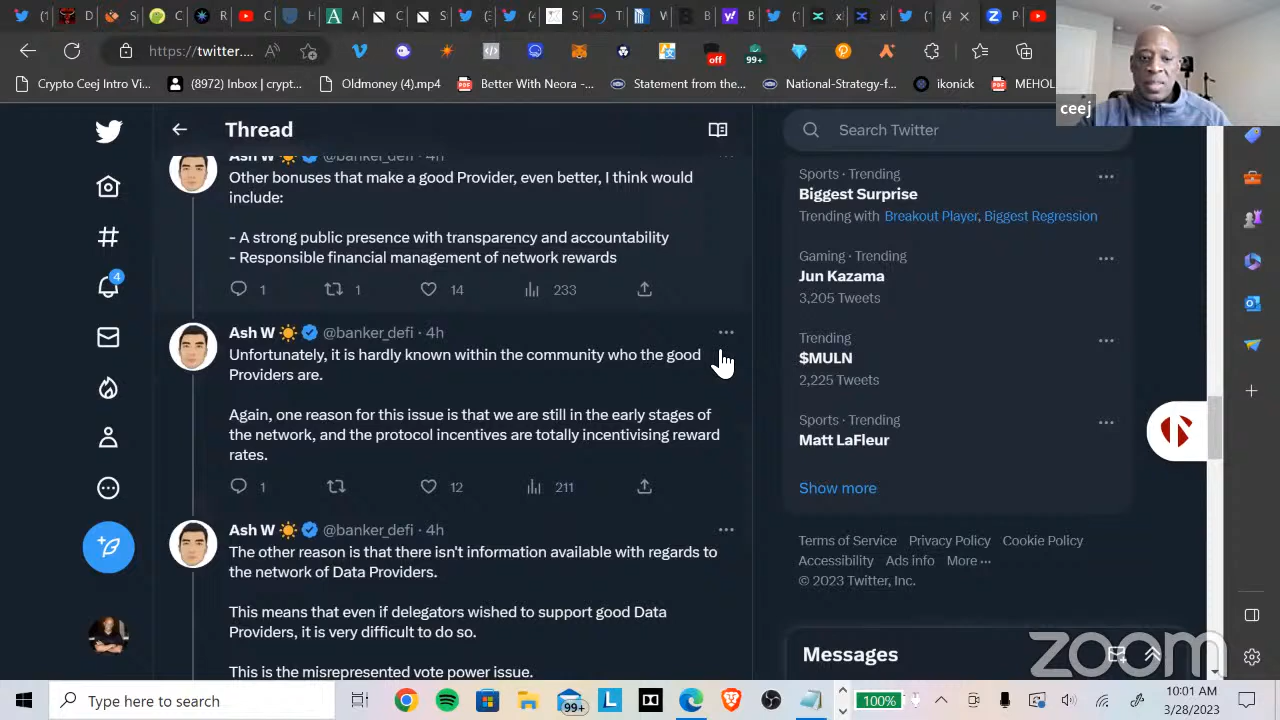 https://twitter....
off
99+
Crypto Ceej Intro Vi...
(8972) Inbox | crypt...
Oldmoney (4).mp4
Better With Neora -...
Statement from the...
National-Strategy-f...
ikonick
MEHOL
ceej
Thread
Search Twitter
Ash W @banker_defi · 4h
Other bonuses that make a good Provider, even better, I think would
include:
- A strong public presence with transparency and accountability
- Responsible financial management of network rewards
1 1 14 233
Ash W @banker_defi · 4h
Unfortunately, it is hardly known within the community who the good
Providers are.
Again, one reason for this issue is that we are still in the early stages of
the network, and the protocol incentives are totally incentivising reward
rates.
1 12 211
Ash W @banker_defi · 4h
The other reason is that there isn't information available with regards to
the network of Data Providers.
This means that even if delegators wished to support good Data
Providers, it is very difficult to do so.
This is the misrepresented vote power issue.
4
Sports · Trending
Biggest Surprise
Trending with Breakout Player, Biggest Regression
Gaming · Trending
Jun Kazama
3,205 Tweets
Trending
$MULN
2,225 Tweets
Sports · Trending
Matt LaFleur
Show more
Terms of Service Privacy Policy Cookie Policy
Accessibility Ads info More ...
© 2023 Twitter, Inc.
Messages
zoom
Type here to search
99+
100%
10:01 AM
3/28/2023